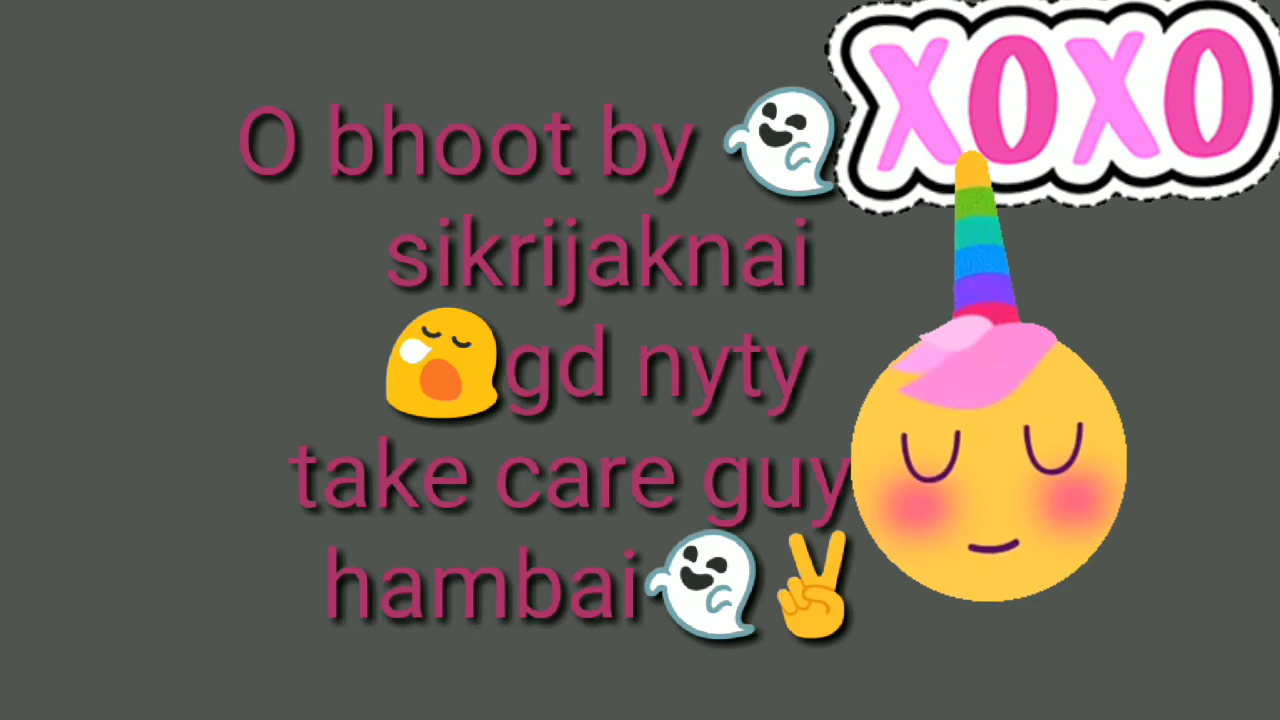 XOXO
O bhoot by 👻
sikrijaknai
😪gd nyty
take care guy
hambai👻✌